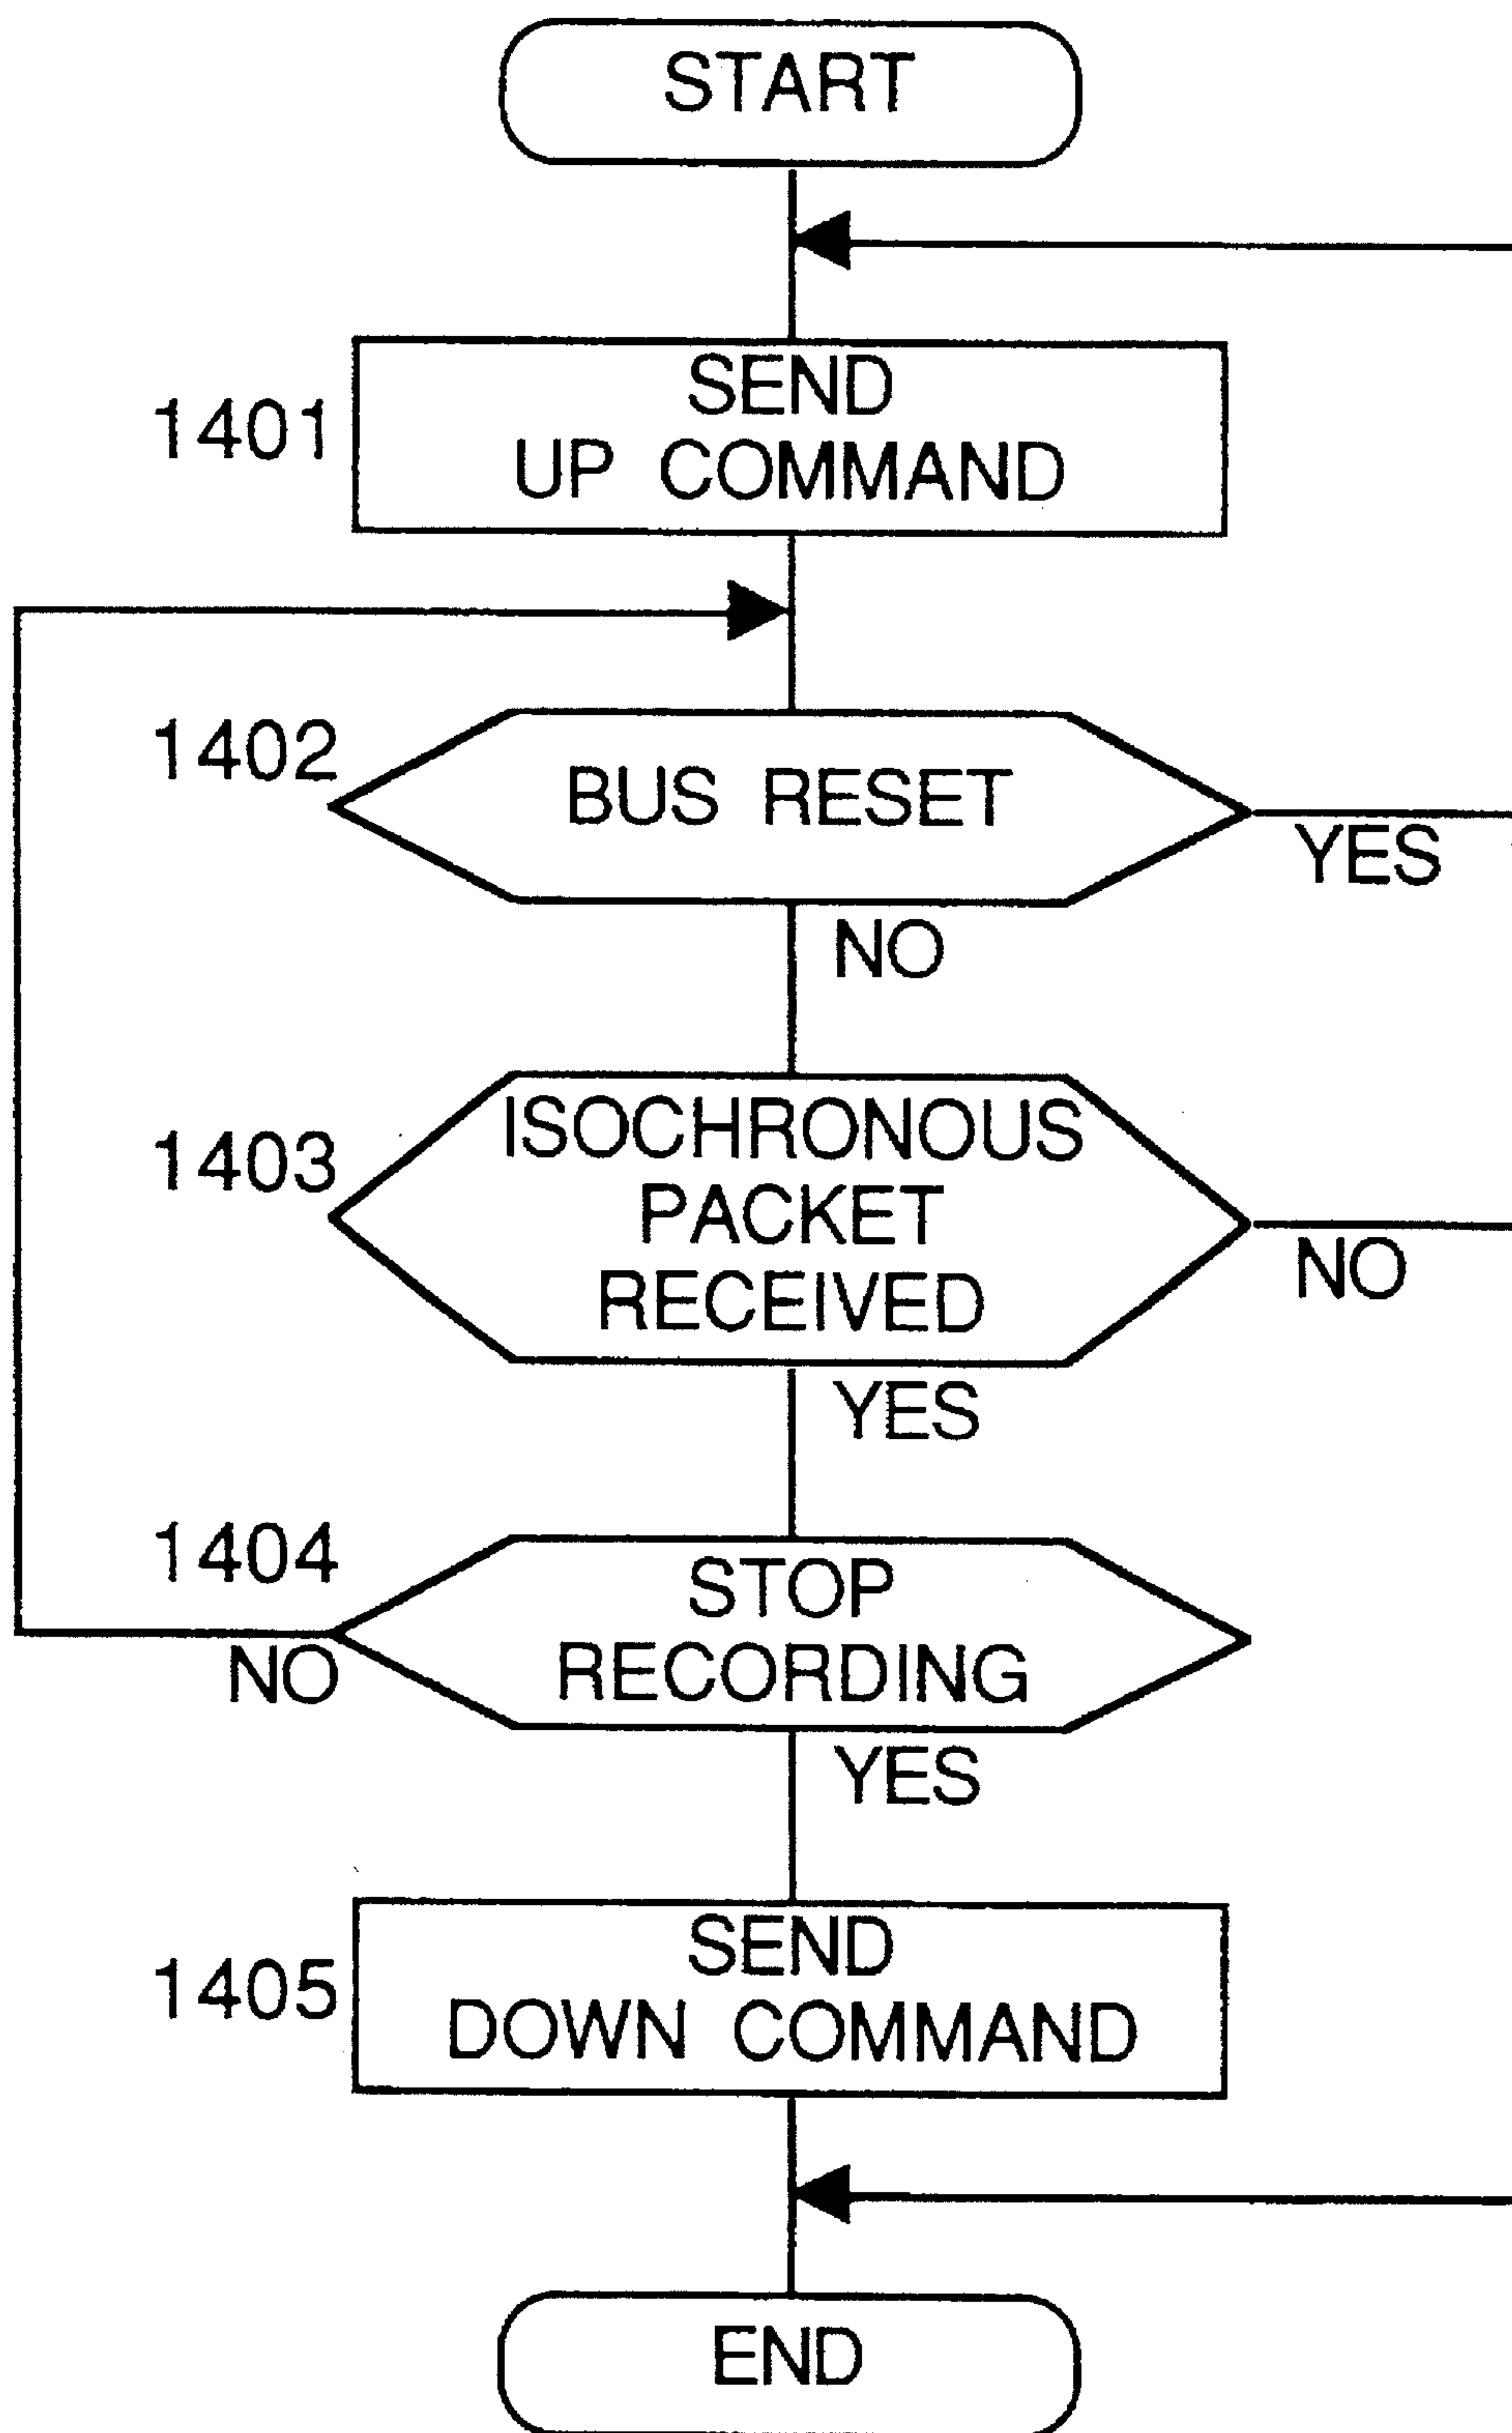 START
1401
SEND
UP COMMAND
1402
BUS RESET
YES
NO
1403
ISOCHRONOUS
PACKET
RECEIVED
NO
YES
1404
STOP
RECORDING
NO
YES
1405
SEND
DOWN COMMAND
END